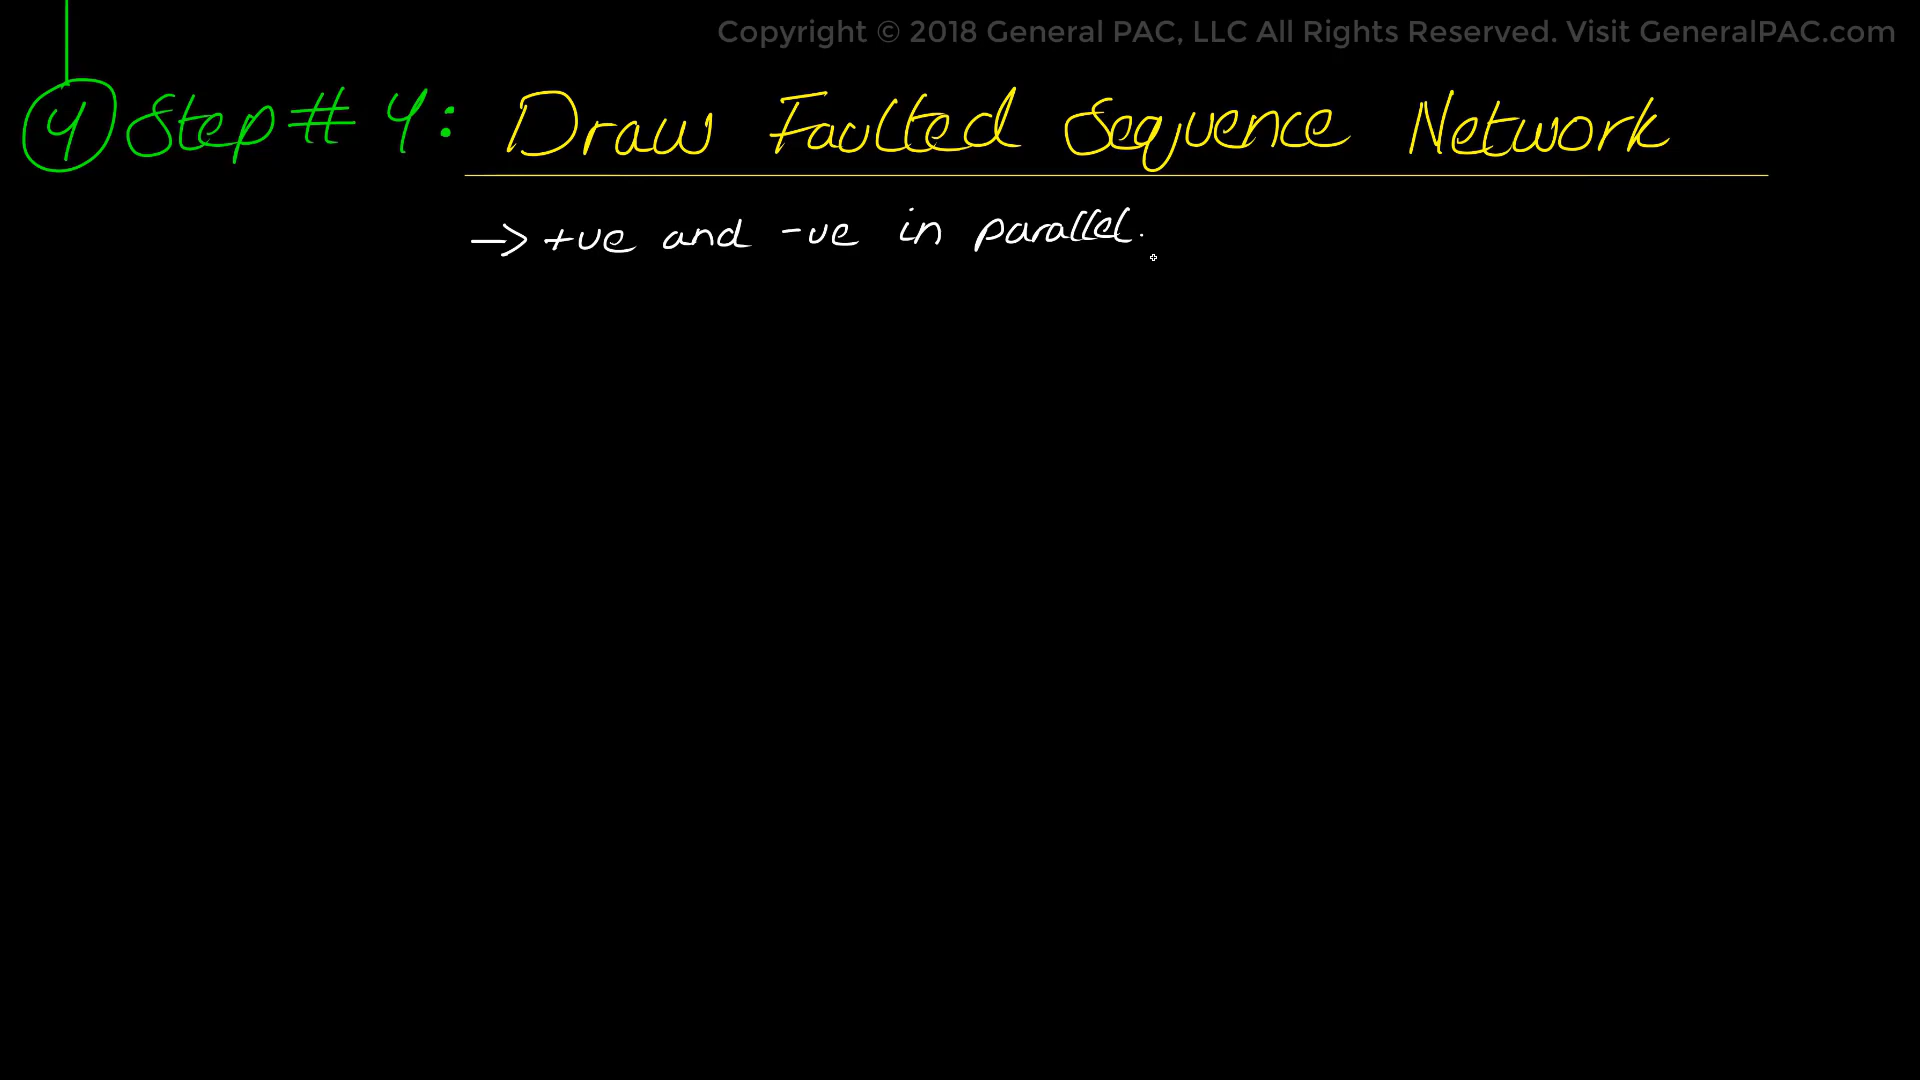 Copyright © 2018 General PAC, LLC All Rights Reserved. Visit GeneralPAC.com
4 Step # 4: Draw Faulted Sequence Network
→ +ve and -ve in parallel.